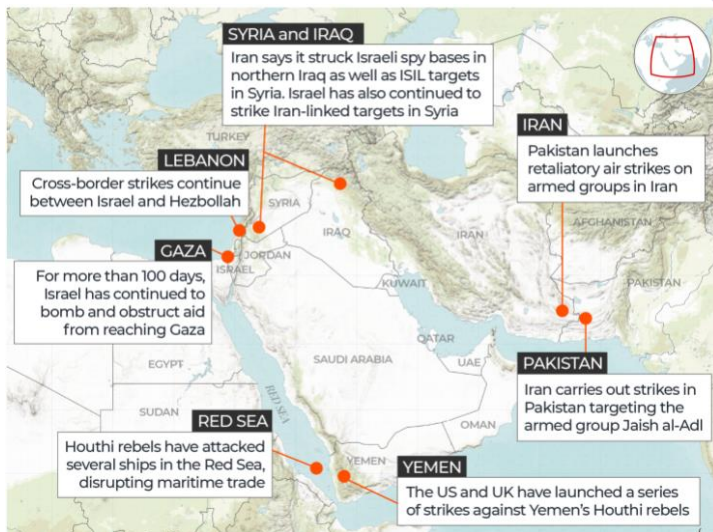 SYRIA and IRAQ
Iran says it struck Israeli spy bases in
northern Iraq as well as ISIL targets
in Syria. Israel has also continued to
strike Iran-linked targets in Syria
IRAN
Pakistan launches
retaliatory air strikes on
armed groups in Iran
TURKEY
LEBANON
Cross-border strikes continue
between Israel and Hezbollah
SYRIA
IRAQ
IRAN
AFGHANISTAN
GAZA
For more than 100 days,
Israel has continued to
bomb and obstruct aid
from reaching Gaza
JORDAN
ISRAEL
KUWAIT
PAKISTAN
QATAR
UAE
SAUDI ARABIA
EGYPT
PAKISTAN
Iran carries out strikes in
Pakistan targeting the
armed group Jaish al-Adl
RED SEA
SUDAN
OMAN
RED SEA
Houthi rebels have attacked
several ships in the Red Sea,
disrupting maritime trade
YEMEN
YEMEN
The US and UK have launched a series
of strikes against Yemen's Houthi rebels